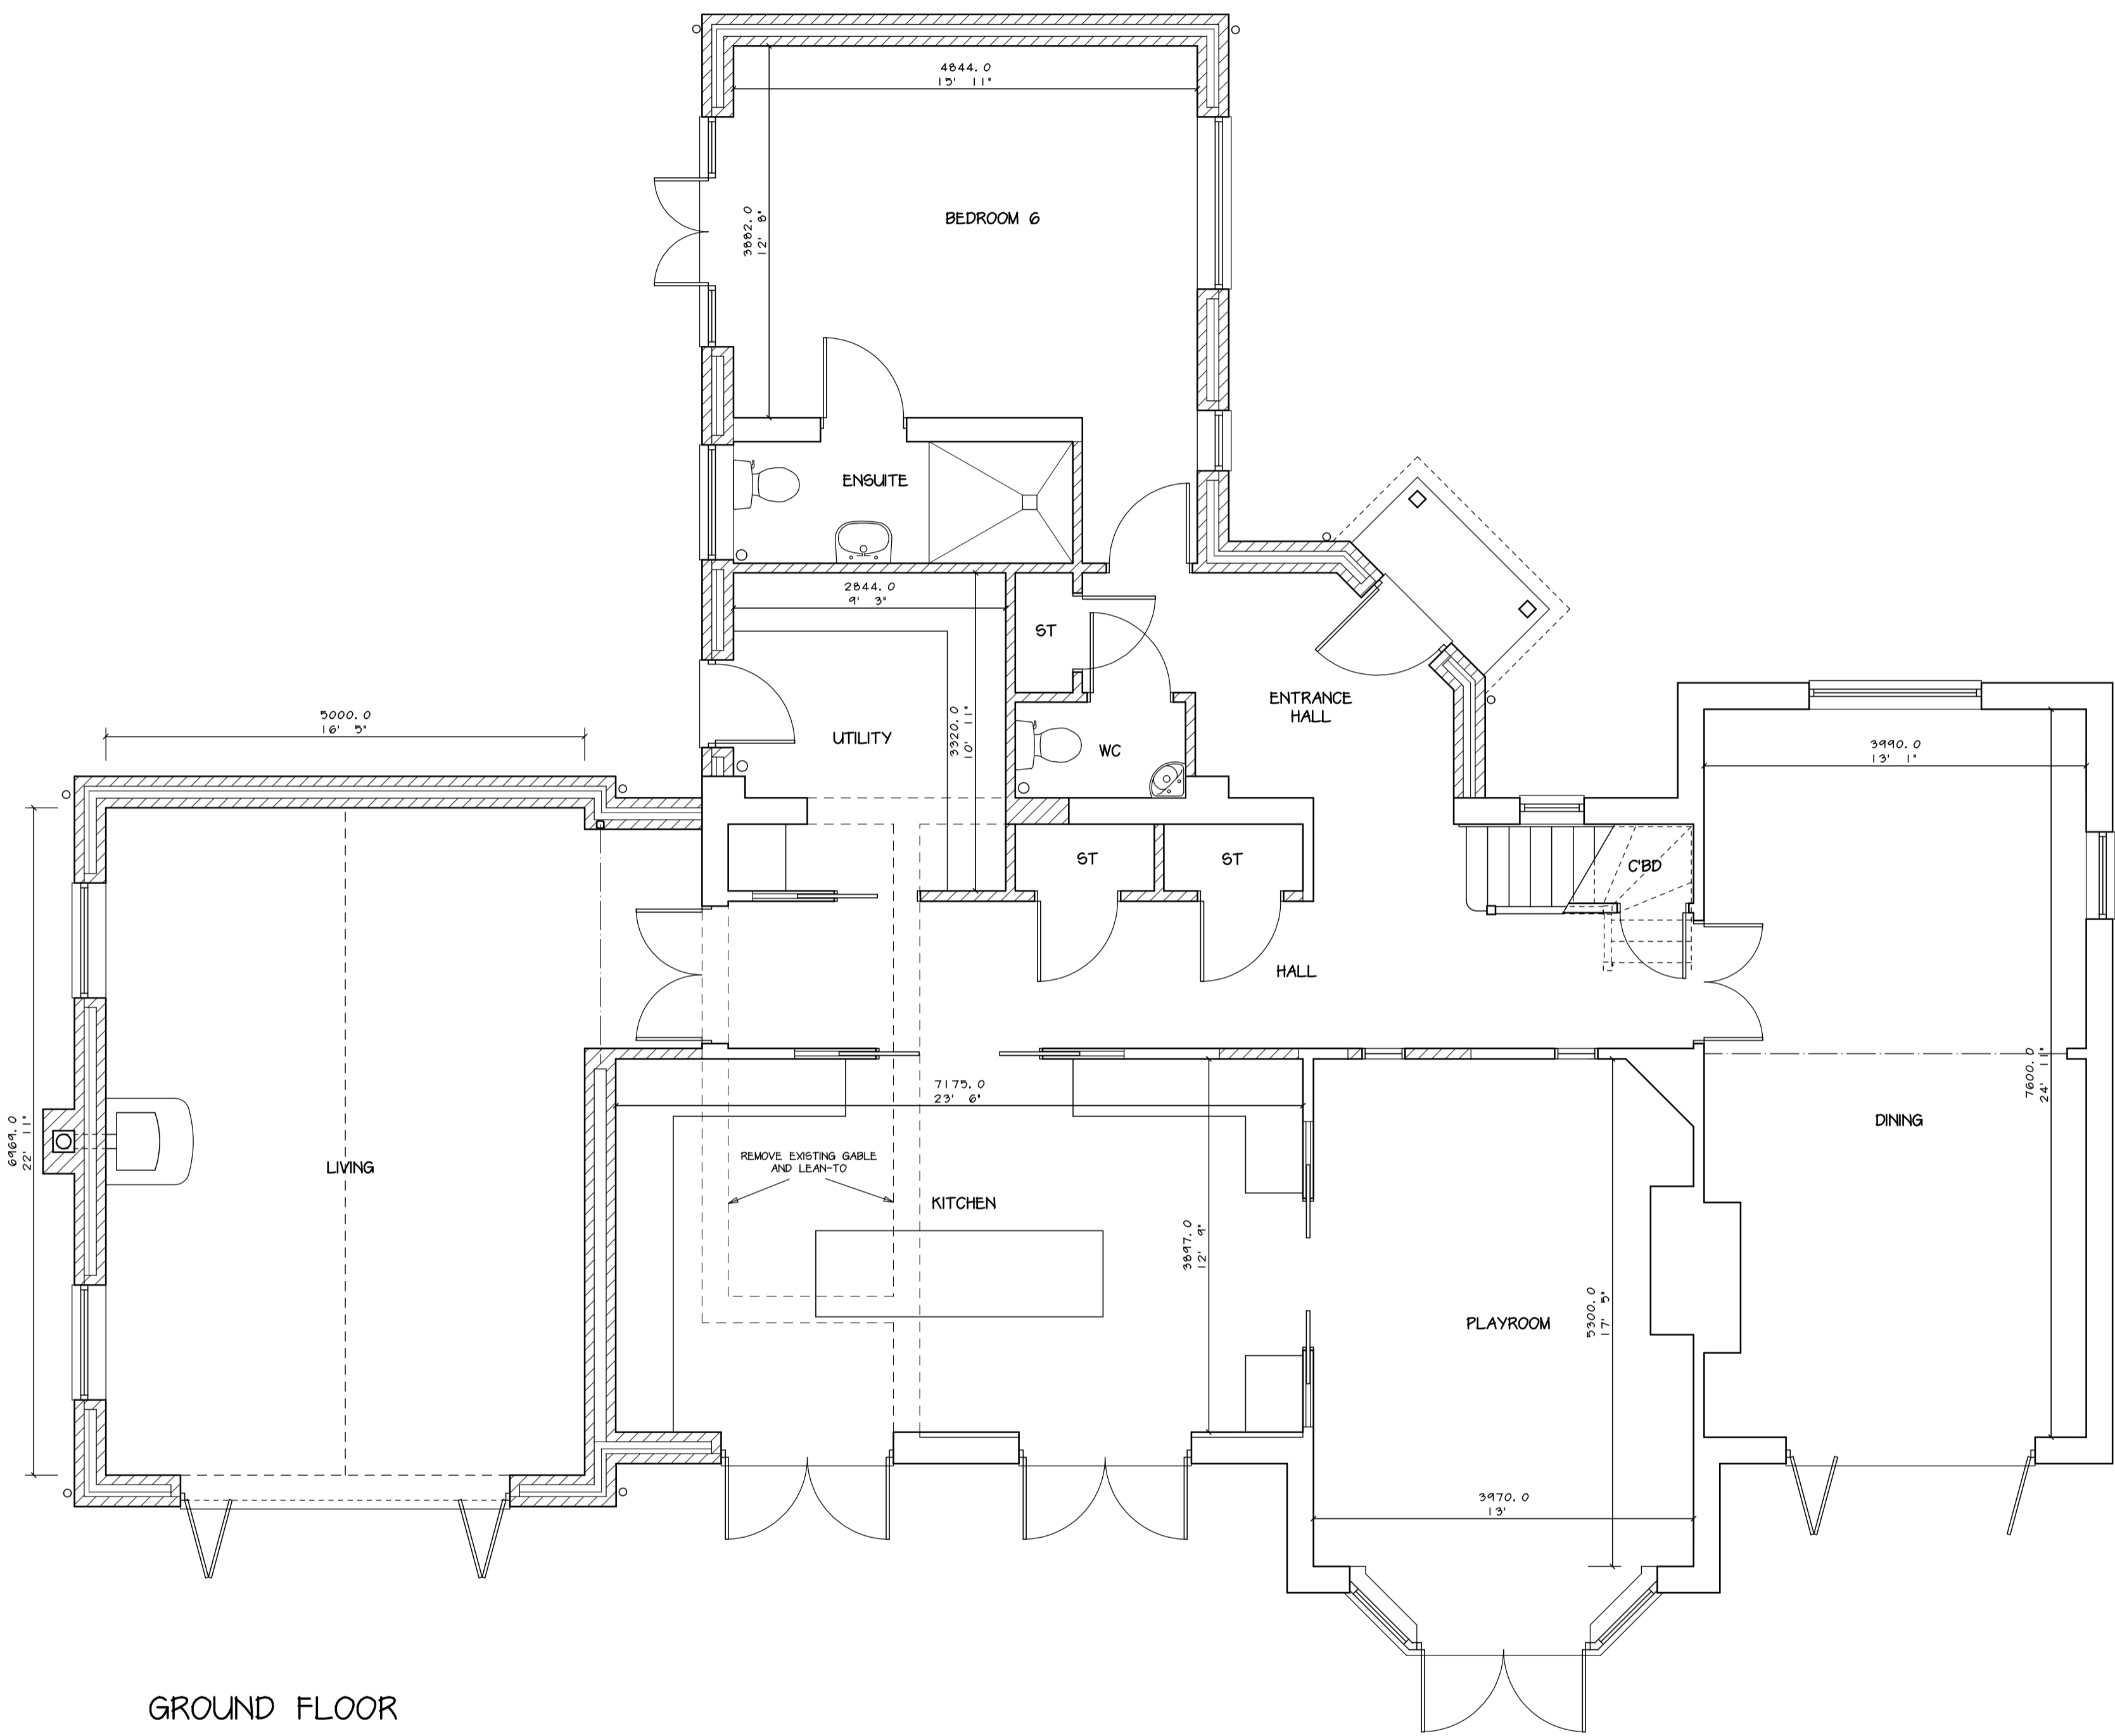 4844.0
15' 11"
3882.0
12' 8"
BEDROOM 6
ENSUITE
2844.0
9' 3"
ST
ENTRANCE
HALL
3320.0
10' 11"
UTILITY
WC
5000.0
16' 5"
3990.0
13' 1"
ST
ST
C'BD
HALL
7600.0
24' 11"
7175.0
23' 6"
DINING
6969.0
22' 11"
LIVING
REMOVE EXISTING GABLE
AND LEAN-TO
KITCHEN
3897.0
12' 9"
5300.0
17' 5"
PLAYROOM
3970.0
13'
GROUND FLOOR